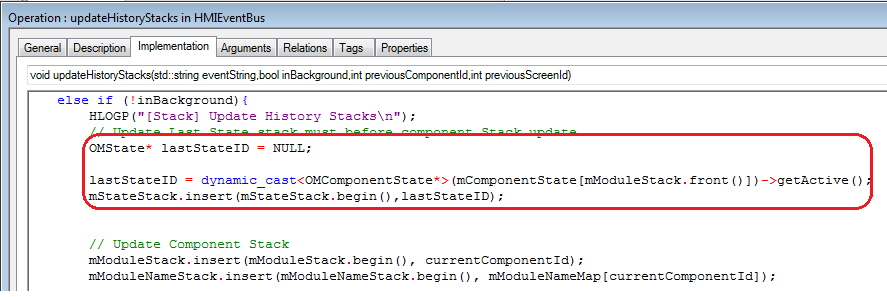 Operation : updateHistoryStacks in HMIEventBus
General Description Implementation Arguments Relations Tags Properties
void updateHistoryStacks(std::string eventString,bool inBackground,int previousComponentId,int previousScreenId)
else if (!inBackground){
HLOGP("[Stack] Update History Stacks\n");
// Update Last State stack must before component Stack update
OMState* lastStateID = NULL;
lastStateID = dynamic_cast<OMComponentState*>(mComponentState[mModuleStack.front()])->getActive();
mStateStack.insert(mStateStack.begin(),lastStateID);
// Update Component Stack
mModuleStack.insert(mModuleStack.begin(), currentComponentId);
mModuleNameStack.insert(mModuleNameStack.begin(), mModuleNameMap[currentComponentId]);